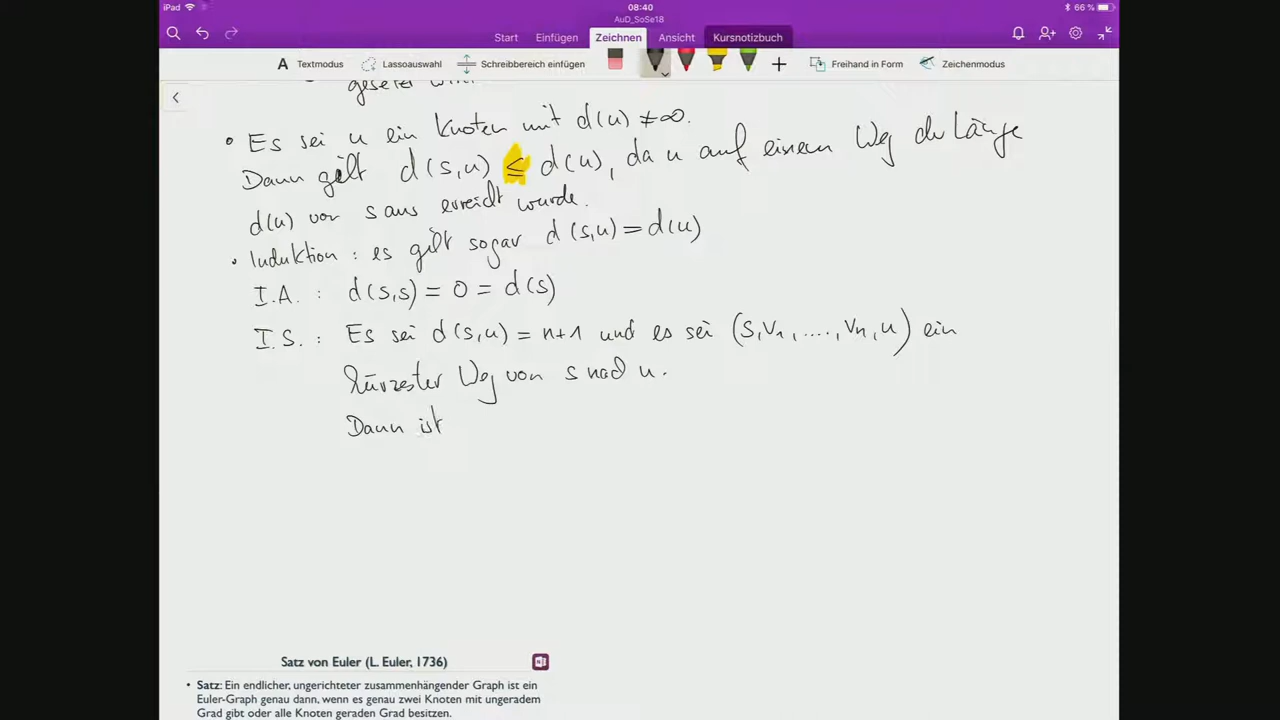 iPad
08:40
66 %
AuD_SoSe18
Start Einfügen Zeichnen Ansicht Kursnotizbuch
A Textmodus Lassoauswahl Schreibbereich einfügen Freihand in Form Zeichenmodus
• Es sei u ein Knoten mit d(u) ≠ ∞.
Dann gilt d(s,u) ≤ d(u), da u auf einem Weg der Länge
d(u) von s aus erreicht wurde.
• Induktion : es gilt sogar d(s,u) = d(u)
I.A. : d(s,s) = 0 = d(s)
I.S. : Es sei d(s,u) = n+1 und es sei (s,v₁, ...., vₙ,u) ein
kürzester Weg von s nach u.
Dann ist
Satz von Euler (L. Euler, 1736)
• Satz: Ein endlicher, ungerichteter zusammenhängender Graph ist ein
Euler-Graph genau dann, wenn es genau zwei Knoten mit ungeradem
Grad gibt oder alle Knoten geraden Grad besitzen.